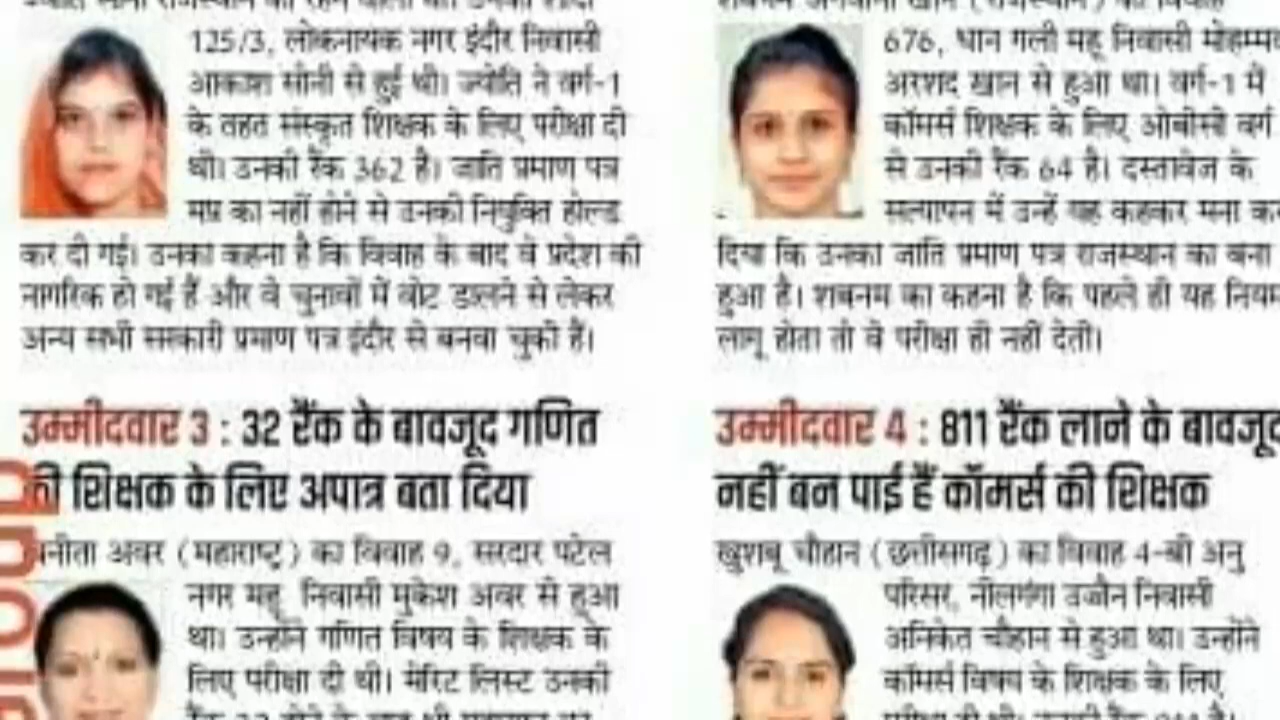 125/3, लोकनायक नगर इंदौर निवासी
आकाश सोनी से हुई थी। ज्योति ने वर्ग-1
के तहत संस्कृत शिक्षक के लिए परीक्षा दी
थी। उनकी रैंक 362 है। जाति प्रमाण पत्र
मप्र का नहीं होने से उनकी नियुक्ति होल्ड
कर दी गई। उनका कहना है कि विवाह के बाद वे प्रदेश की
नागरिक हो गई हैं और वे चुनावों में वोट डालने से लेकर
अन्य सभी सरकारी प्रमाण पत्र इंदौर से बनवा चुकी हैं।
उम्मीदवार 3 : 32 रैंक के बावजूद गणित
की शिक्षक के लिए अपात्र बता दिया
अवर (महाराष्ट्र) का विवाह 9, सरदार पटेल
नगर महू निवासी मुकेश अवर से हुआ
था। उन्होंने गणित विषय के शिक्षक के
लिए परीक्षा दी थी। मेरिट लिस्ट उनकी
676, धान गली महू निवासी मोहम्मद
अरशद खान से हुआ था। वर्ग-1 में
कॉमर्स शिक्षक के लिए ओबीसी वर्ग
से उनकी रैंक 64 है। दस्तावेज के
सत्यापन में उन्हें यह कहकर मना कर
दिया कि उनका जाति प्रमाण पत्र राजस्थान का बना
हुआ है। शबनम का कहना है कि पहले ही यह नियम
लागू होता तो वे परीक्षा ही नहीं देती।
उम्मीदवार 4 : 811 रैंक लाने के बावजूद
नहीं बन पाई हैं कॉमर्स की शिक्षक
खुशबू चौहान (छत्तीसगढ़) का विवाह 4-बी अनु
परिसर, नीलगंगा उज्जैन निवासी
अनिकेत चौहान से हुआ था। उन्होंने
कॉमर्स विषय के शिक्षक के लिए